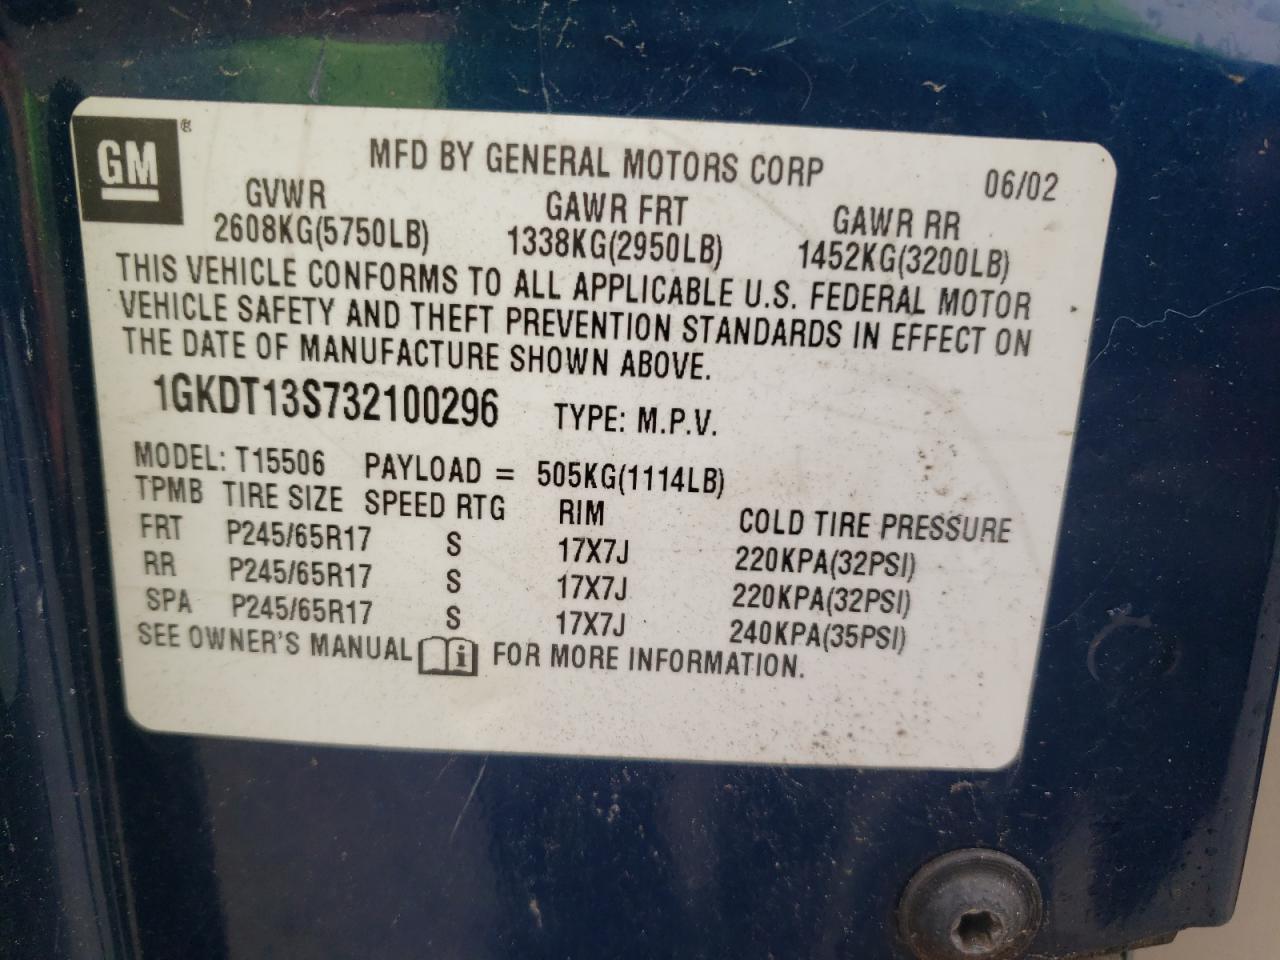 GM ®
MFD BY GENERAL MOTORS CORP 06/02
GVWR GAWR FRT GAWR RR
2608KG(5750LB) 1338KG(2950LB) 1452KG(3200LB)
THIS VEHICLE CONFORMS TO ALL APPLICABLE U.S. FEDERAL MOTOR
VEHICLE SAFETY AND THEFT PREVENTION STANDARDS IN EFFECT ON
THE DATE OF MANUFACTURE SHOWN ABOVE.
1GKDT13S732100296 TYPE: M.P.V.
MODEL: T15506 PAYLOAD = 505KG(1114LB)
TPMB TIRE SIZE SPEED RTG RIM COLD TIRE PRESSURE
FRT P245/65R17 S 17X7J 220KPA(32PSI)
RR P245/65R17 S 17X7J 220KPA(32PSI)
SPA P245/65R17 S 17X7J 240KPA(35PSI)
SEE OWNER'S MANUAL i FOR MORE INFORMATION.